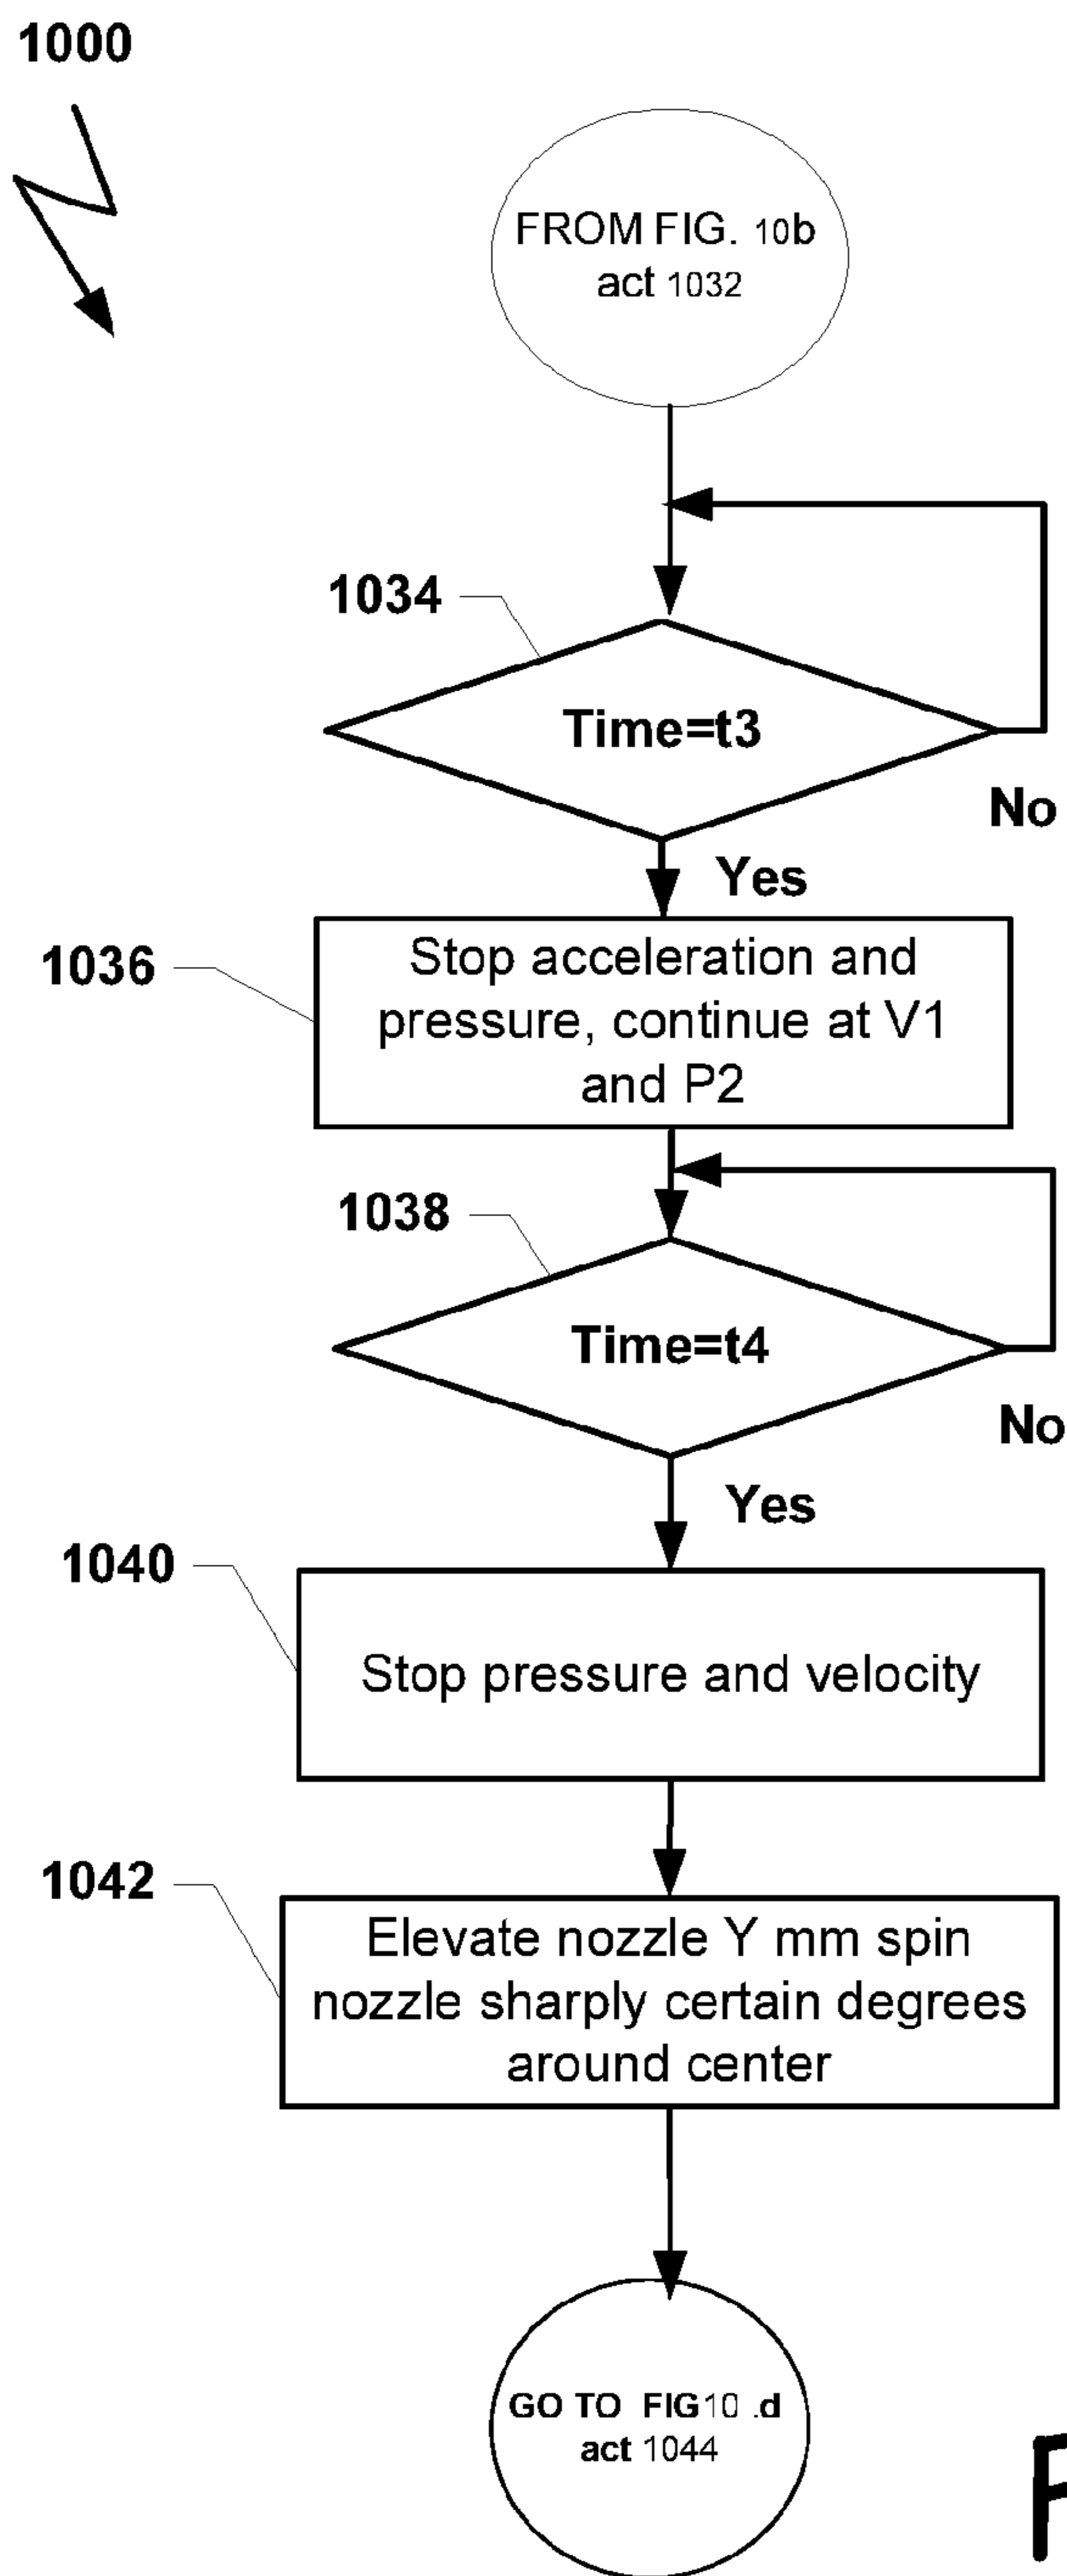 1000
FROM FIG. 10b
act 1032
1034
Time=t3
No
Yes
1036
Stop acceleration and
pressure, continue at V1
and P2
1038
Time=t4
No
Yes
1040
Stop pressure and velocity
1042
Elevate nozzle Y mm spin
nozzle sharply certain degrees
around center
GO TO FIG10 .d
act 1044